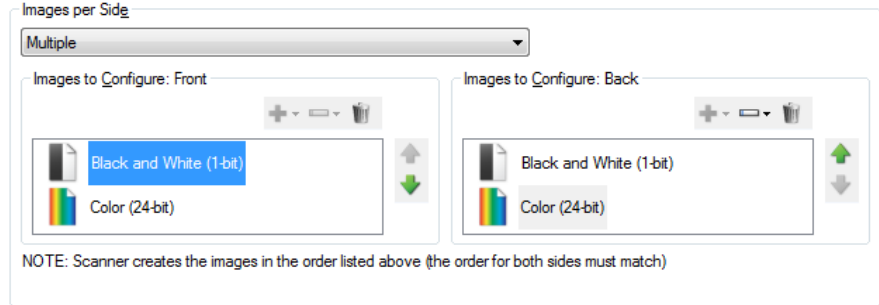 Images per Side
Multiple
Images to Configure: Front
Images to Configure: Back
Black and White (1-bit)
Color (24-bit)
Black and White (1-bit)
Color (24-bit)
NOTE: Scanner creates the images in the order listed above (the order for both sides must match)